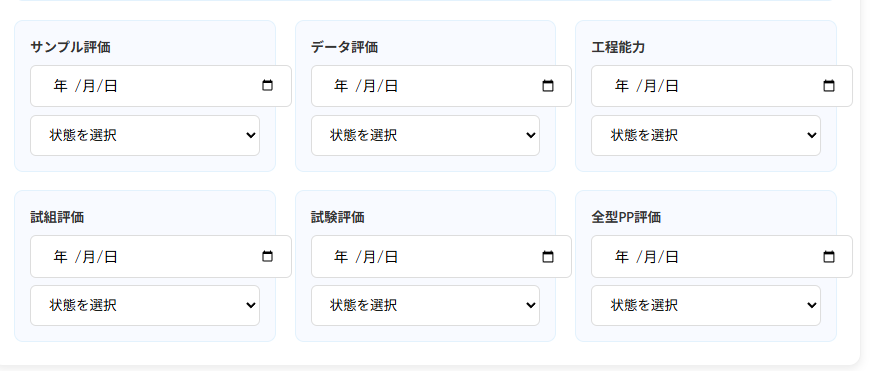 サンプル評価 データ評価 工程能力
年 /月/日 年 /月/日 年 /月/日
状態を選択 状態を選択 状態を選択
試組評価 試験評価 全型PP評価
年 /月/日 年 /月/日 年 /月/日
状態を選択 状態を選択 状態を選択